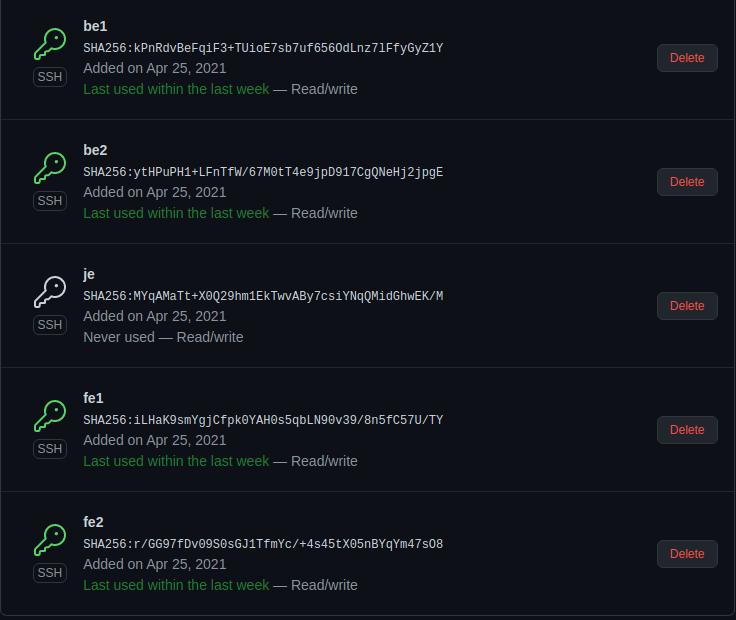 be1
SHA256:kPnRdvBeFqiF3+TUioE7sb7uf656OdLnz7lFfyGyZ1Y
Added on Apr 25, 2021
Last used within the last week — Read/write
SSH
Delete
be2
SHA256:ytHPuPH1+LFnTfW/67M0tT4e9jpD917CgQNeHj2jpgE
Added on Apr 25, 2021
Last used within the last week — Read/write
SSH
Delete
je
SHA256:MYqAMaTt+X0Q29hm1EkTwvABy7csiYNqQMidGhwEK/M
Added on Apr 25, 2021
Never used — Read/write
SSH
Delete
fe1
SHA256:iLHaK9smYgjCfpk0YAH0s5qbLN90v39/8n5fC57U/TY
Added on Apr 25, 2021
Last used within the last week — Read/write
SSH
Delete
fe2
SHA256:r/GG97fDv09S0sGJ1TfmYc/+4s45tX05nBYqYm47sO8
Added on Apr 25, 2021
Last used within the last week — Read/write
SSH
Delete